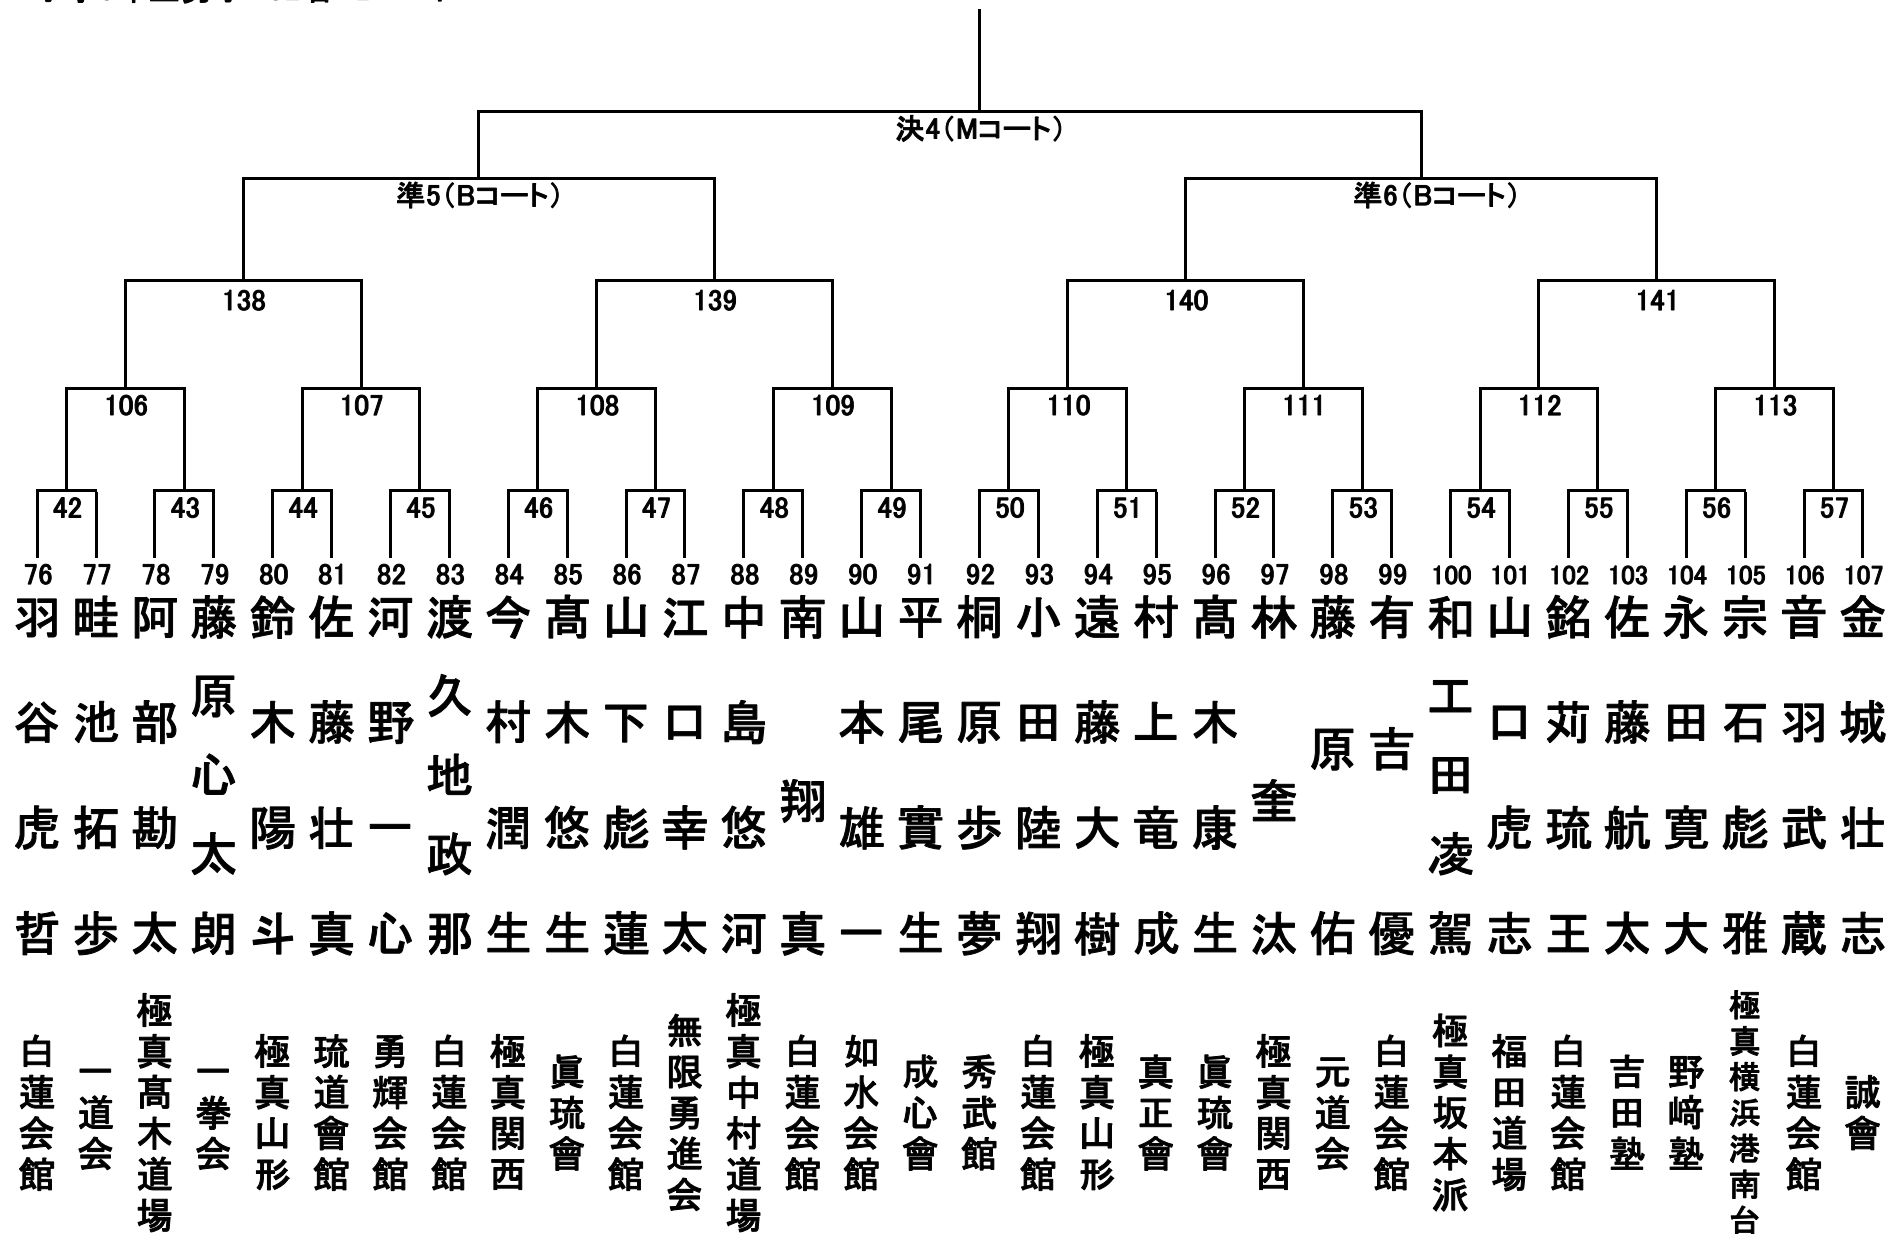 決4(Mコート)
準5(Bコート)
準6(Bコート)
138
139
140
141
106
107
108
109
110
111
112
113
42
43
44
45
46
47
48
49
50
51
52
53
54
55
56
57
76 羽谷虎哲 白蓮会館
77 畦池拓歩 一道会
78 阿部勘太 極真髙木道場
79 藤原心太朗 一拳会
80 鈴木陽斗 極真山形
81 佐藤壮真 琉道會館
82 河野一心 勇輝会館
83 渡久地政那 白蓮会館
84 今村潤生 極真関西
85 髙木悠生 眞琉會
86 山下彪蓮 白蓮会館
87 江口幸太 無限勇進会
88 中島悠河 極真中村道場
89 南翔真 白蓮会館
90 山本雄一 如水会館
91 平尾實生 成心會
92 桐原歩夢 秀武館
93 小田陸翔 白蓮会館
94 遠藤大樹 極真山形
95 村上竜成 真正會
96 髙木康生 眞琉會
97 林奎汰 極真関西
98 藤原佑 元道会
99 有吉優 白蓮会館
100 和工田凌駕 極真坂本派
101 山口虎志 福田道場
102 銘苅琉王 白蓮会館
103 佐藤航太 吉田塾
104 永田寛大 野﨑塾
105 宗石彪雅 極真横浜港南台
106 音羽武蔵 白蓮会館
107 金城壮志 誠會